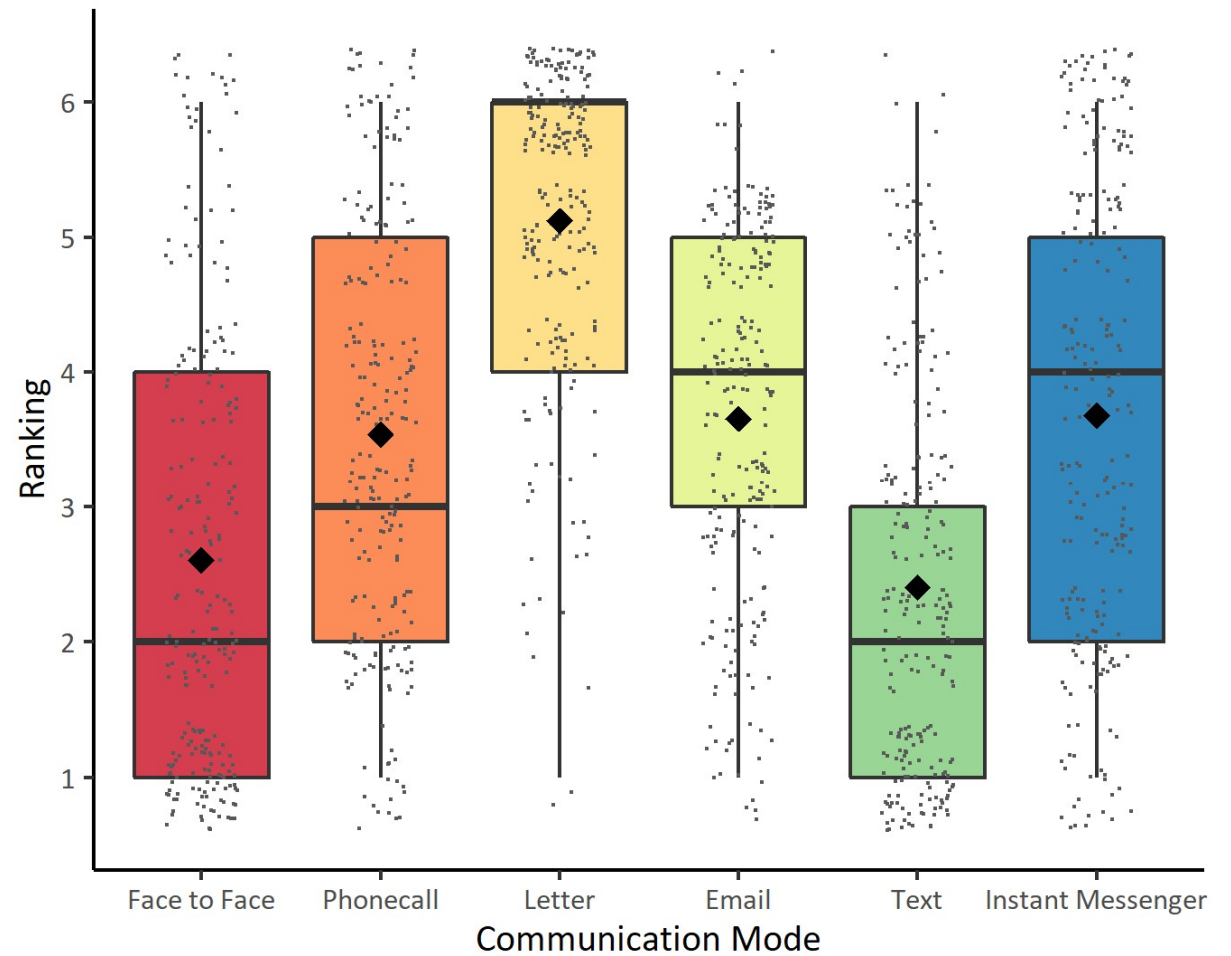 Ranking
6
5
4
3
2
1
Face to Face Phonecall Letter Email Text Instant Messenger
Communication Mode